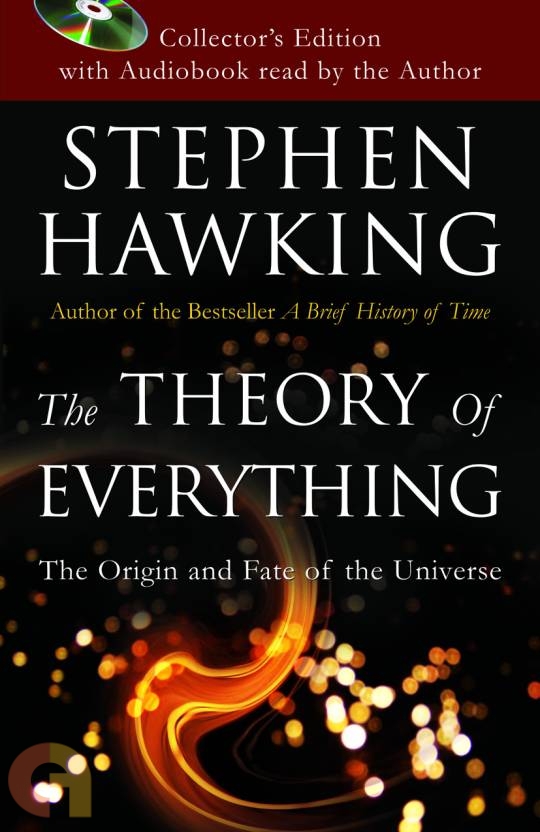 Collector's Edition
with Audiobook read by the Author
STEPHEN
HAWKING
Author of the Bestseller A Brief History of Time
The THEORY Of
EVERYTHING
The Origin and Fate of the Universe